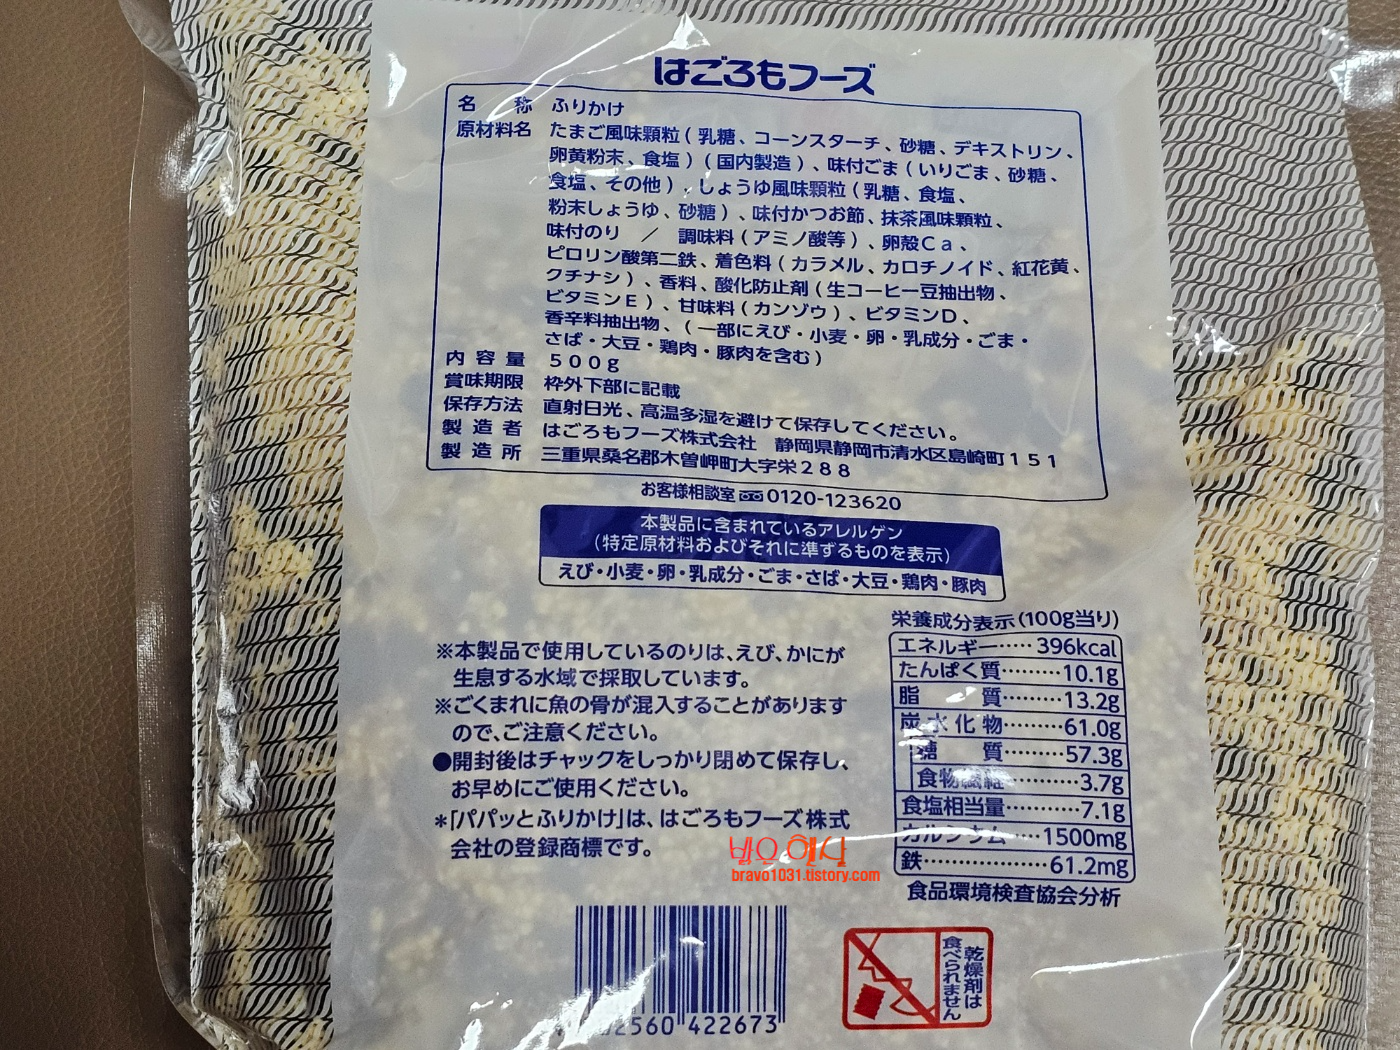 はごろもフーズ
名称 ふりかけ
原材料名 たまご風味顆粒(乳糖、コーンスターチ、砂糖、デキストリン、
卵黄粉末、食塩)(国内製造)、味付ごま(いりごま、砂糖、
食塩、その他)、しょうゆ風味顆粒(乳糖、食塩、
粉末しょうゆ、砂糖)、味付かつお節、抹茶風味顆粒、
味付のり / 調味料(アミノ酸等)、卵殻Ca、
ピロリン酸第二鉄、着色料(カラメル、カロチノイド、紅花黄、
クチナシ)、香料、酸化防止剤(生コーヒー豆抽出物、
ビタミンE)、甘味料(カンゾウ)、ビタミンD、
香辛料抽出物、(一部にえび・小麦・卵・乳成分・ごま・
さば・大豆・鶏肉・豚肉を含む)
内容量 500g
賞味期限 枠外下部に記載
保存方法 直射日光、高温多湿を避けて保存してください。
製造者 はごろもフーズ株式会社 静岡県静岡市清水区島崎町151
製造所 三重県桑名郡木曽岬町大字栄288
お客様相談室 0120-123620
本製品に含まれているアレルゲン
(特定原材料およびそれに準ずるものを表示)
えび・小麦・卵・乳成分・ごま・さば・大豆・鶏肉・豚肉
※本製品で使用しているのりは、えび、かにが
生息する水域で採取しています。
※ごくまれに魚の骨が混入することがあります
ので、ご注意ください。
●開封後はチャックをしっかり閉めて保存し、
お早めにご使用ください。
*「パパッとふりかけ」は、はごろもフーズ株式
会社の登録商標です。
栄養成分表示(100g当り)
エネルギー……396kcal
たんぱく質………10.1g
脂質………13.2g
炭水化物………61.0g
糖質………57.3g
食物繊維………3.7g
食塩相当量………7.1g
カルシウム…1500mg
鉄………………61.2mg
食品環境検査協会分析
bravo1031.tistory.com
2560 422673
乾燥剤は
食べられません